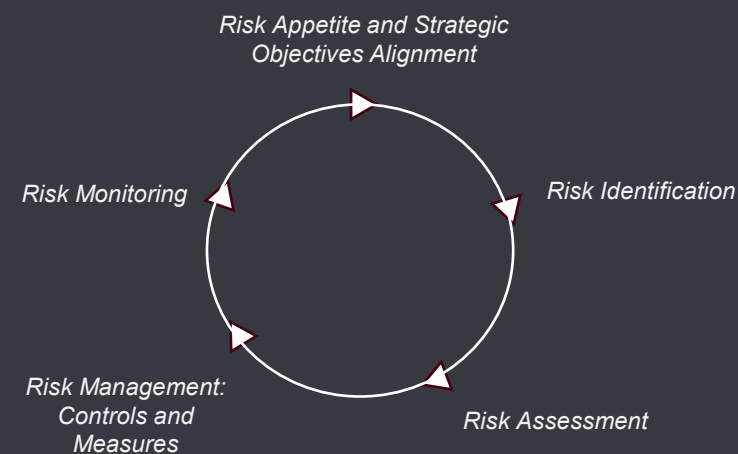 Risk Appetite and Strategic
Objectives Alignment
Risk Monitoring
Risk Identification
Risk Management:
Controls and
Measures
Risk Assessment